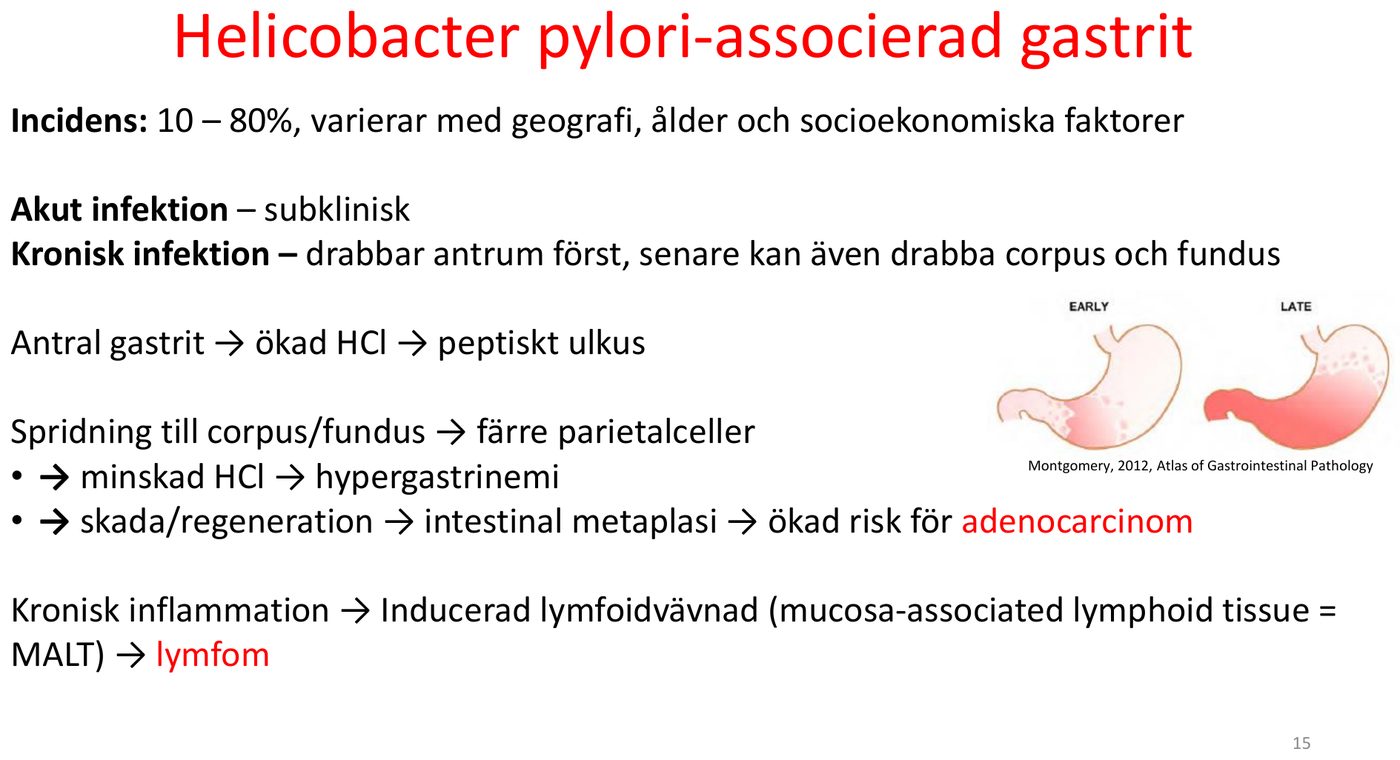 Helicobacter pylori-associerad gastrit
Incidens: 10 – 80%, varierar med geografi, ålder och socioekonomiska faktorer
Akut infektion – subklinisk
Kronisk infektion – drabbar antrum först, senare kan även drabba corpus och fundus
EARLY
LATE
Antral gastrit → ökad HCl → peptiskt ulkus
Spridning till corpus/fundus → färre parietalceller
Montgomery, 2012, Atlas of Gastrointestinal Pathology
• → minskad HCl → hypergastrinemi
• → skada/regeneration → intestinal metaplasi → ökad risk för adenocarcinom
Kronisk inflammation → Inducerad lymfoidvävnad (mucosa-associated lymphoid tissue =
MALT) → lymfom
15